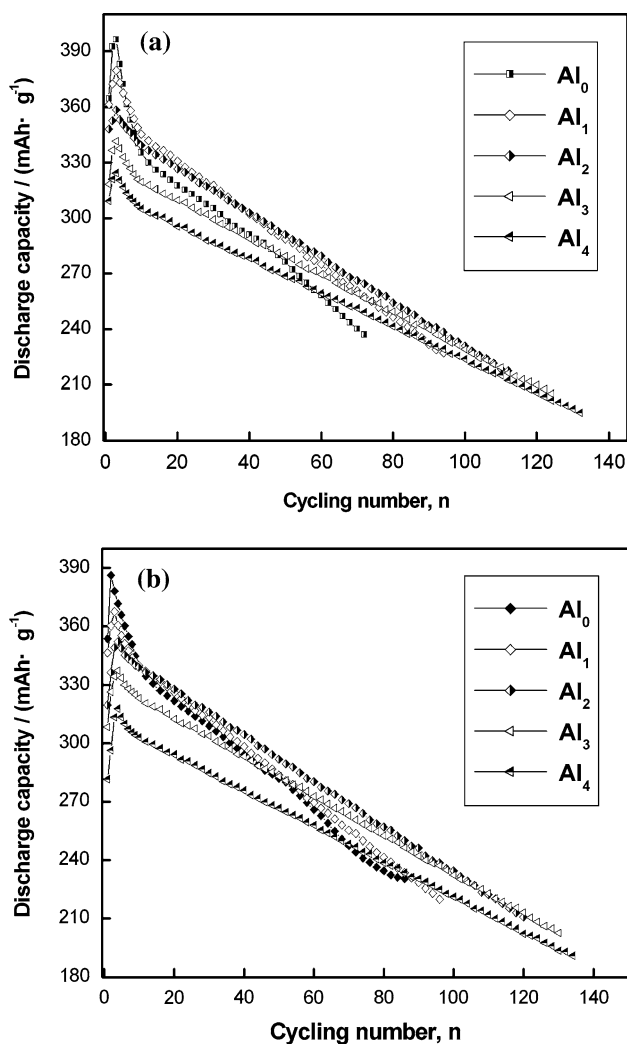 (a)
390
360
330
300
270
240
210
180
0 20 40 60 80 100 120 140
Discharge capacity / (mAh· g⁻¹)
Cycling number, n
Al₀
Al₁
Al₂
Al₃
Al₄
(b)
390
360
330
300
270
240
210
180
0 20 40 60 80 100 120 140
Discharge capacity / (mAh· g⁻¹)
Cycling number, n
Al₀
Al₁
Al₂
Al₃
Al₄